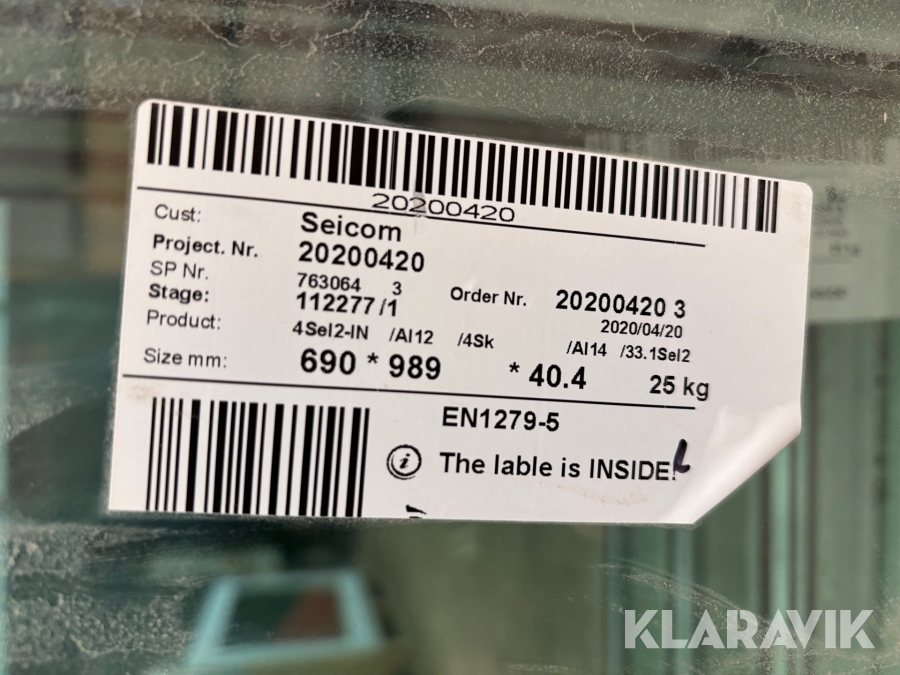 20200420
Cust: Seicom
Project. Nr. 20200420
SP Nr. 763064 3 Order Nr. 20200420 3
Stage: 112277/1 2020/04/20
Product: 4Sel2-IN /Al12 /4Sk /Al14 /33.1Sel2
Size mm: 690 * 989 * 40.4 25 kg
EN1279-5
i The lable is INSIDE!
KLARAVIK